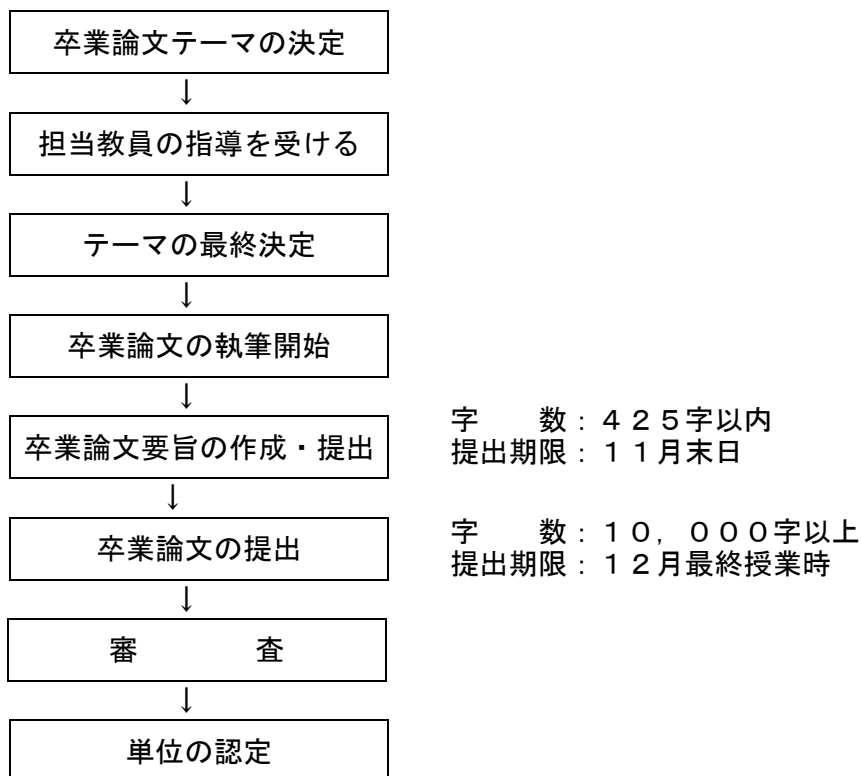 卒業論文テーマの決定
↓
担当教員の指導を受ける
↓
テーマの最終決定
↓
卒業論文の執筆開始
↓
卒業論文要旨の作成・提出
字　　数：４２５字以内
提出期限：１１月末日
↓
卒業論文の提出
字　　数：１０，０００字以上
提出期限：１２月最終授業時
↓
審　　　　査
↓
単位の認定